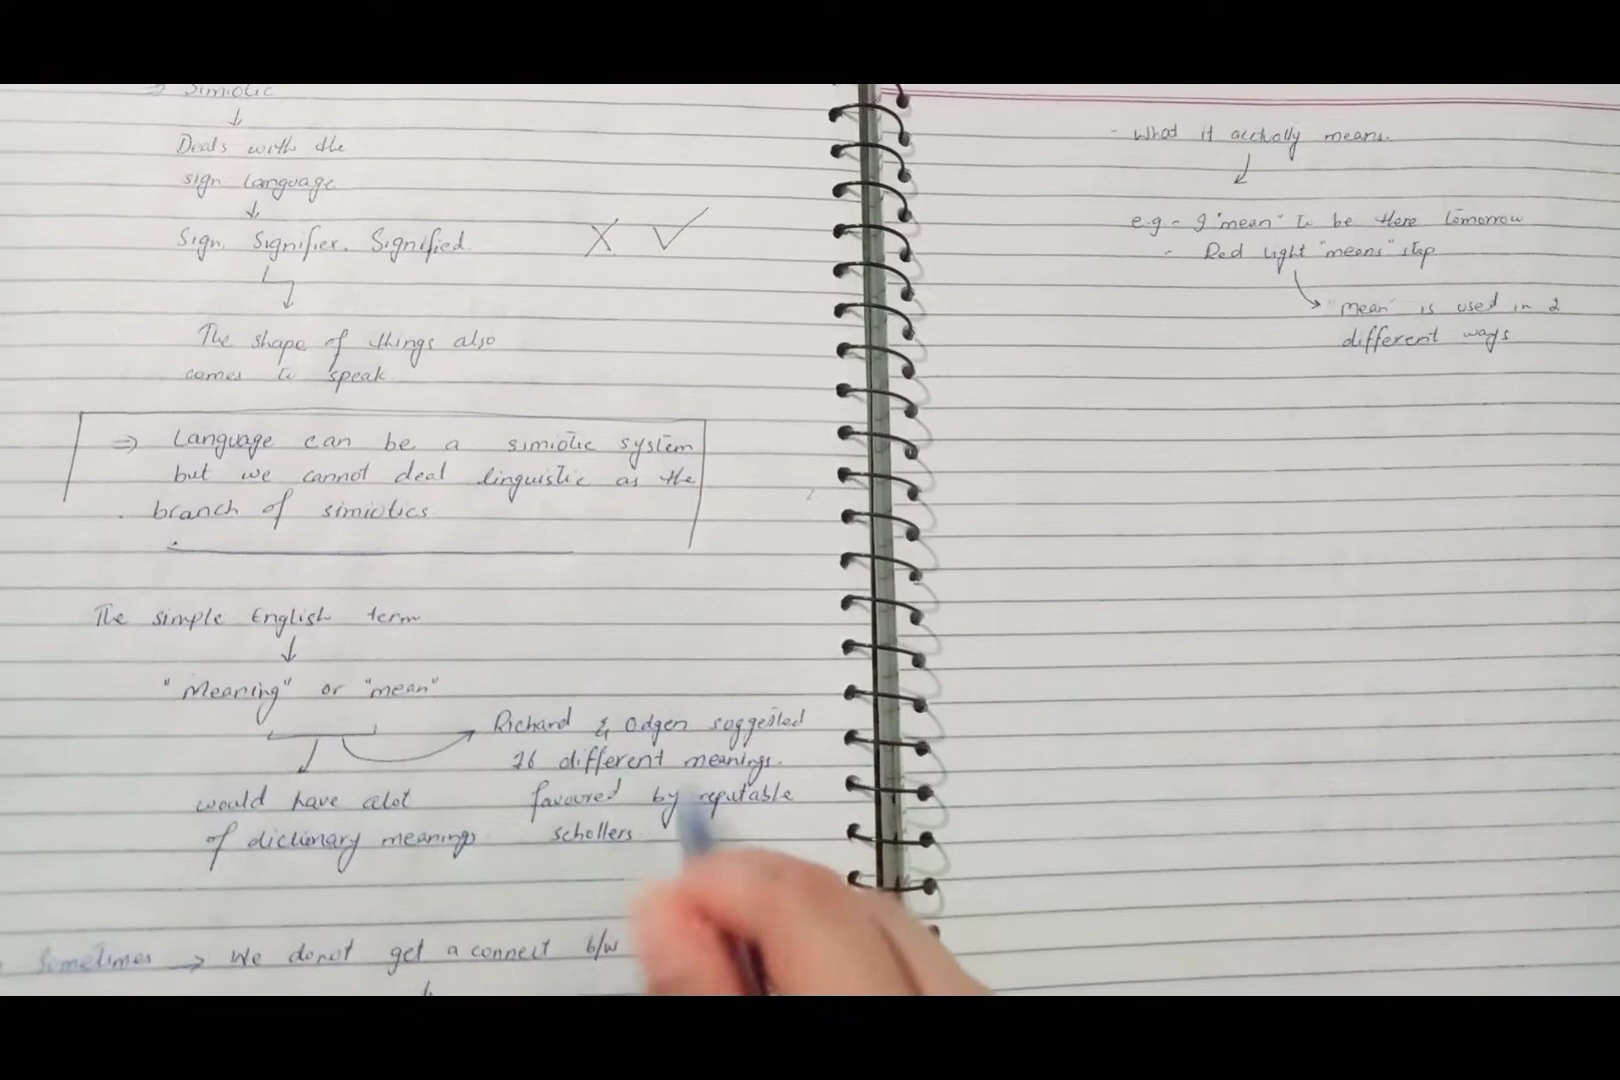 ⇒ Simiotic
↓
Deals with the
sign language
↓
Sign, Signifier, Signified. X ✓
The shape of things also
comes to speak
⇒ Language can be a simiotic system
but we cannot deal linguistic as the
branch of simiotics
The simple English term
↓
"Meaning" or "mean"
Richard & Odgen suggested
16 different meanings.
favoured by reputable
schollers.
would have alot
of dictionary meanings
Sometimes → We donot get a connect b/w
- What it acctually means.
↓
e.g - I "mean" to be there tomorrow
- Red light "means" stop
→ "mean" is used in 2
different ways